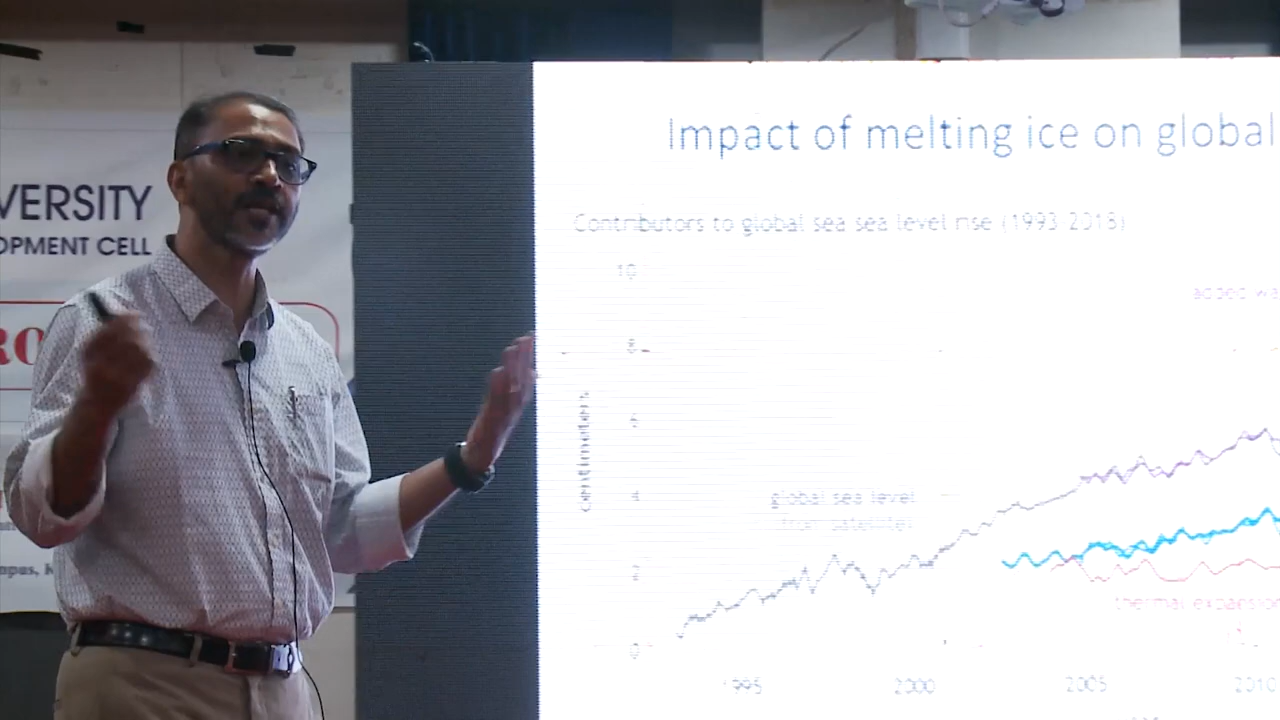 VERSITY
OPMENT CELL
RO
apus, K
Impact of melting ice on global
Contributors to global sea sea level rise (1993 2018)
10
added wa
8
6
centimeters
4
global sea level
from satellites
2
thermal expansion
0
1995
2000
2005
2010